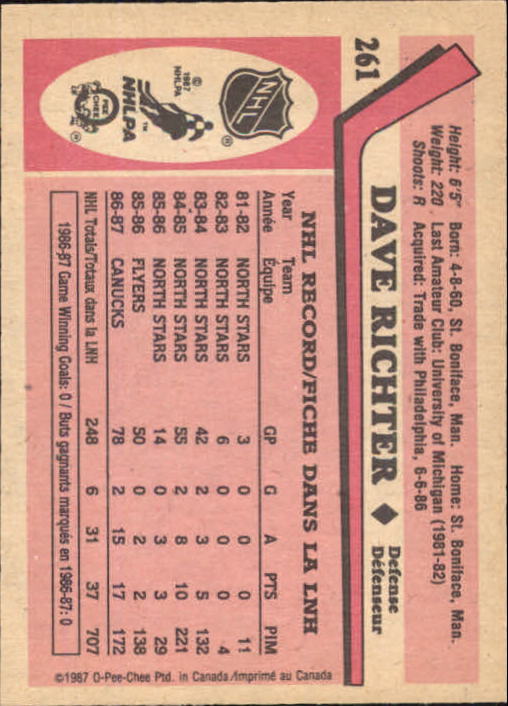 261
Height: 6'5" Born: 4-8-60, St. Boniface, Man. Home: St. Boniface, Man.
Weight: 220 Last Amateur Club: University of Michigan (1981-82)
Shoots: R Acquired: Trade with Philadelphia, 6-6-86
DAVE RICHTER ◆ Defense
Défenseur
NHL
®
© 1987 NHLPA
NHLPA
TM
O PEE CHEE
®
NHL RECORD/FICHE DANS LA LNH
Year Team GP G A PTS PIM
Année Équipe
81-82 NORTH STARS 3 0 0 0 11
82-83 NORTH STARS 6 0 0 0 4
83-84 NORTH STARS 42 2 3 5 132
84-85 NORTH STARS 55 2 8 10 221
85-86 NORTH STARS 14 0 3 3 29
85-86 FLYERS 50 0 2 2 138
86-87 CANUCKS 78 2 15 17 172
NHL Totals/Totaux dans la LNH 248 6 31 37 707
1986-87 Game Winning Goals: 0 / Buts gagnants marqués en 1986-87: 0
©1987 O-Pee-Chee Ptd. in Canada/Imprimé au Canada